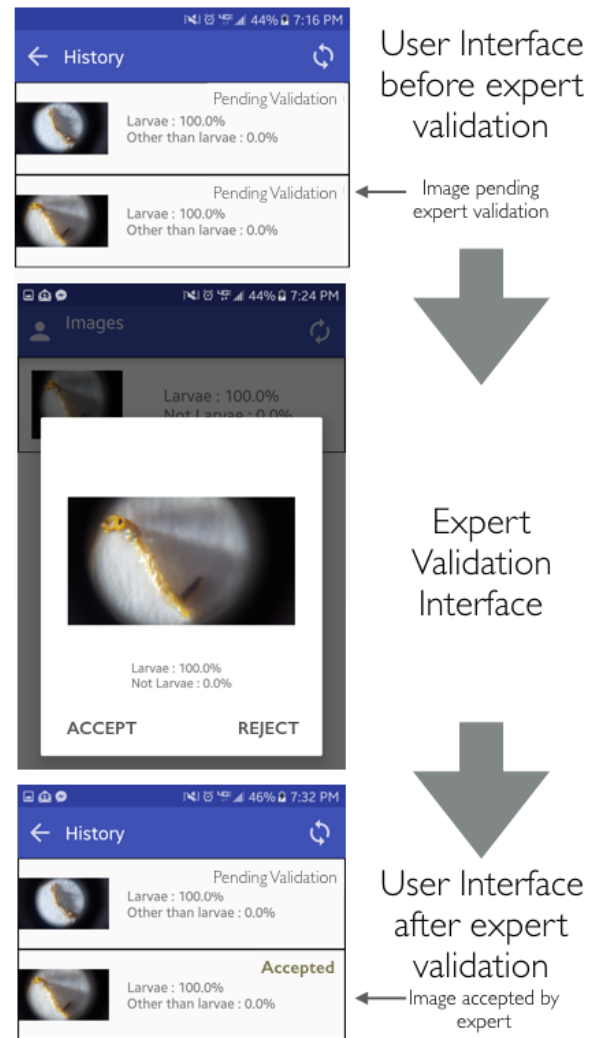 44% 7:16 PM
History
Pending Validation
Larvae : 100.0%
Other than larvae : 0.0%
Pending Validation
Larvae : 100.0%
Other than larvae : 0.0%
User Interface
before expert
validation
Image pending
expert validation
44% 7:24 PM
Images
Larvae : 100.0%
Not Larvae : 0.0%
Larvae : 100.0%
Not Larvae : 0.0%
ACCEPT REJECT
Expert
Validation
Interface
46% 7:32 PM
History
Pending Validation
Larvae : 100.0%
Other than larvae : 0.0%
Accepted
Larvae : 100.0%
Other than larvae : 0.0%
User Interface
after expert
validation
Image accepted by
expert